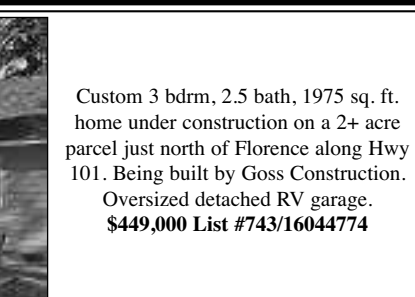 Custom 3 bdrm, 2.5 bath, 1975 sq. ft.
home under construction on a 2+ acre
parcel just north of Florence along Hwy
101. Being built by Goss Construction.
Oversized detached RV garage.
$449,000 List #743/16044774